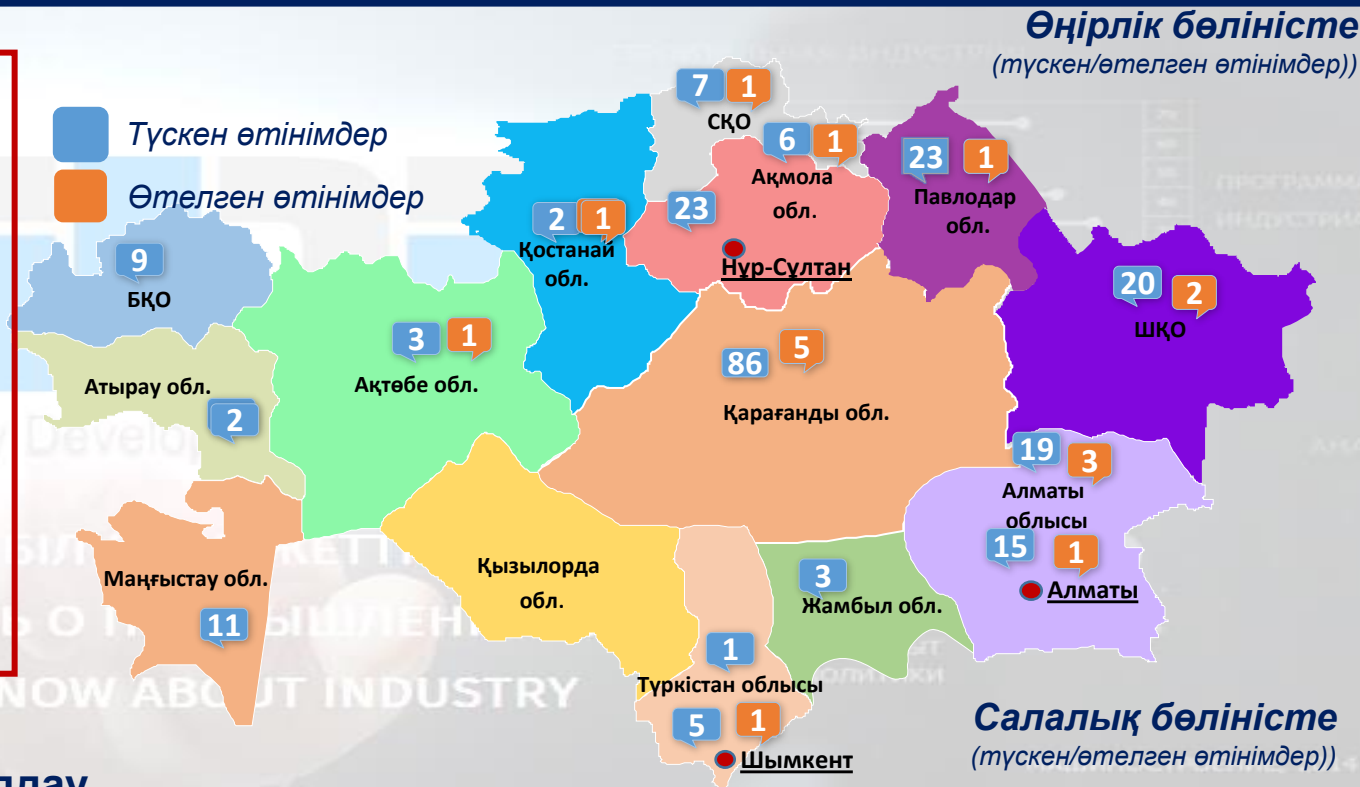 Өңірлік бөліністе
(түскен/өтелген өтінімдер))
Түскен өтінімдер
Өтелген өтінімдер
7 1
СҚО
6 1
Ақмола
обл.
23
Нұр-Сұлтан
23 1
Павлодар
обл.
2 1
Қостанай
обл.
9
БҚО
20 2
ШҚО
3 1
Ақтөбе обл.
86 5
Қарағанды обл.
Атырау обл.
2
19 3
Алматы
облысы
15 1
Алматы
Маңғыстау обл.
11
Қызылорда
обл.
3
Жамбыл обл.
1
Түркістан облысы
5 1
Шымкент
NOW ABOUT INDUSTRY
Салалық бөліністе
(түскен/өтелген өтінімдер))